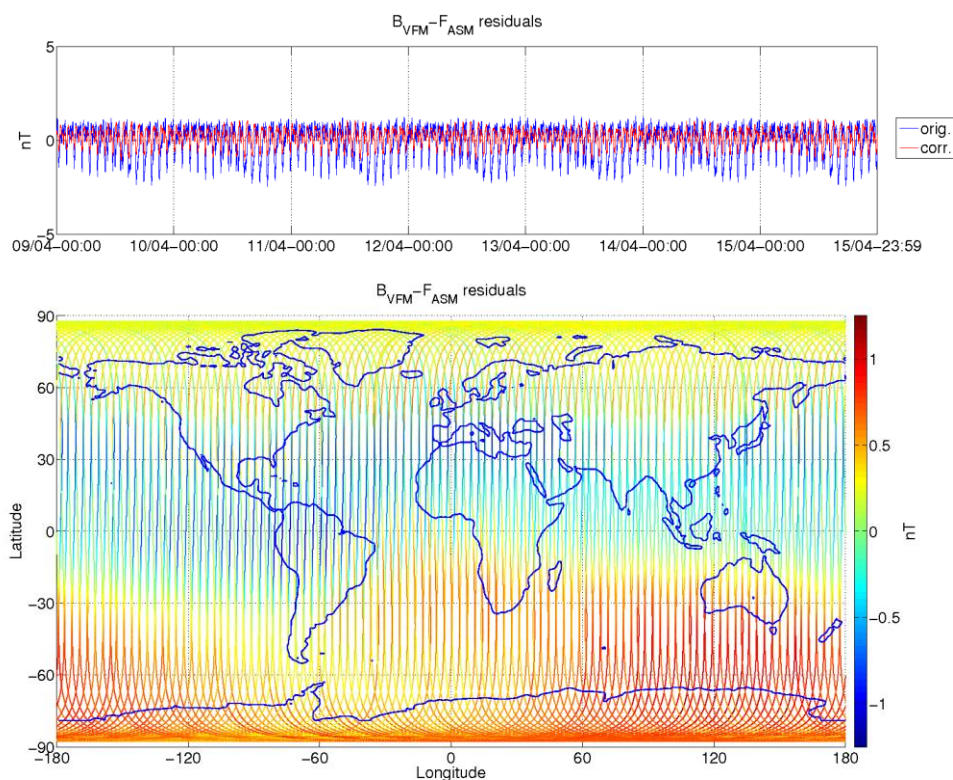 B_VFM−F_ASM residuals
5
0
−5
nT
orig.
corr.
09/04−00:00 10/04−00:00 11/04−00:00 12/04−00:00 13/04−00:00 14/04−00:00 15/04−00:00 15/04−23:59
B_VFM−F_ASM residuals
90
60
30
0
−30
−60
−90
Latitude
−180 −120 −60 0 60 120 180
Longitude
1
0.5
0
−0.5
−1
nT